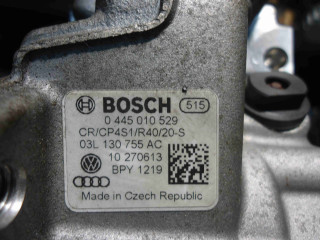 BOSCH 515
0 445 010 529
CR/CP4S1/R40/20-S
03L 130 755 AC
10 270613
BPY 1219
Made in Czech Republic